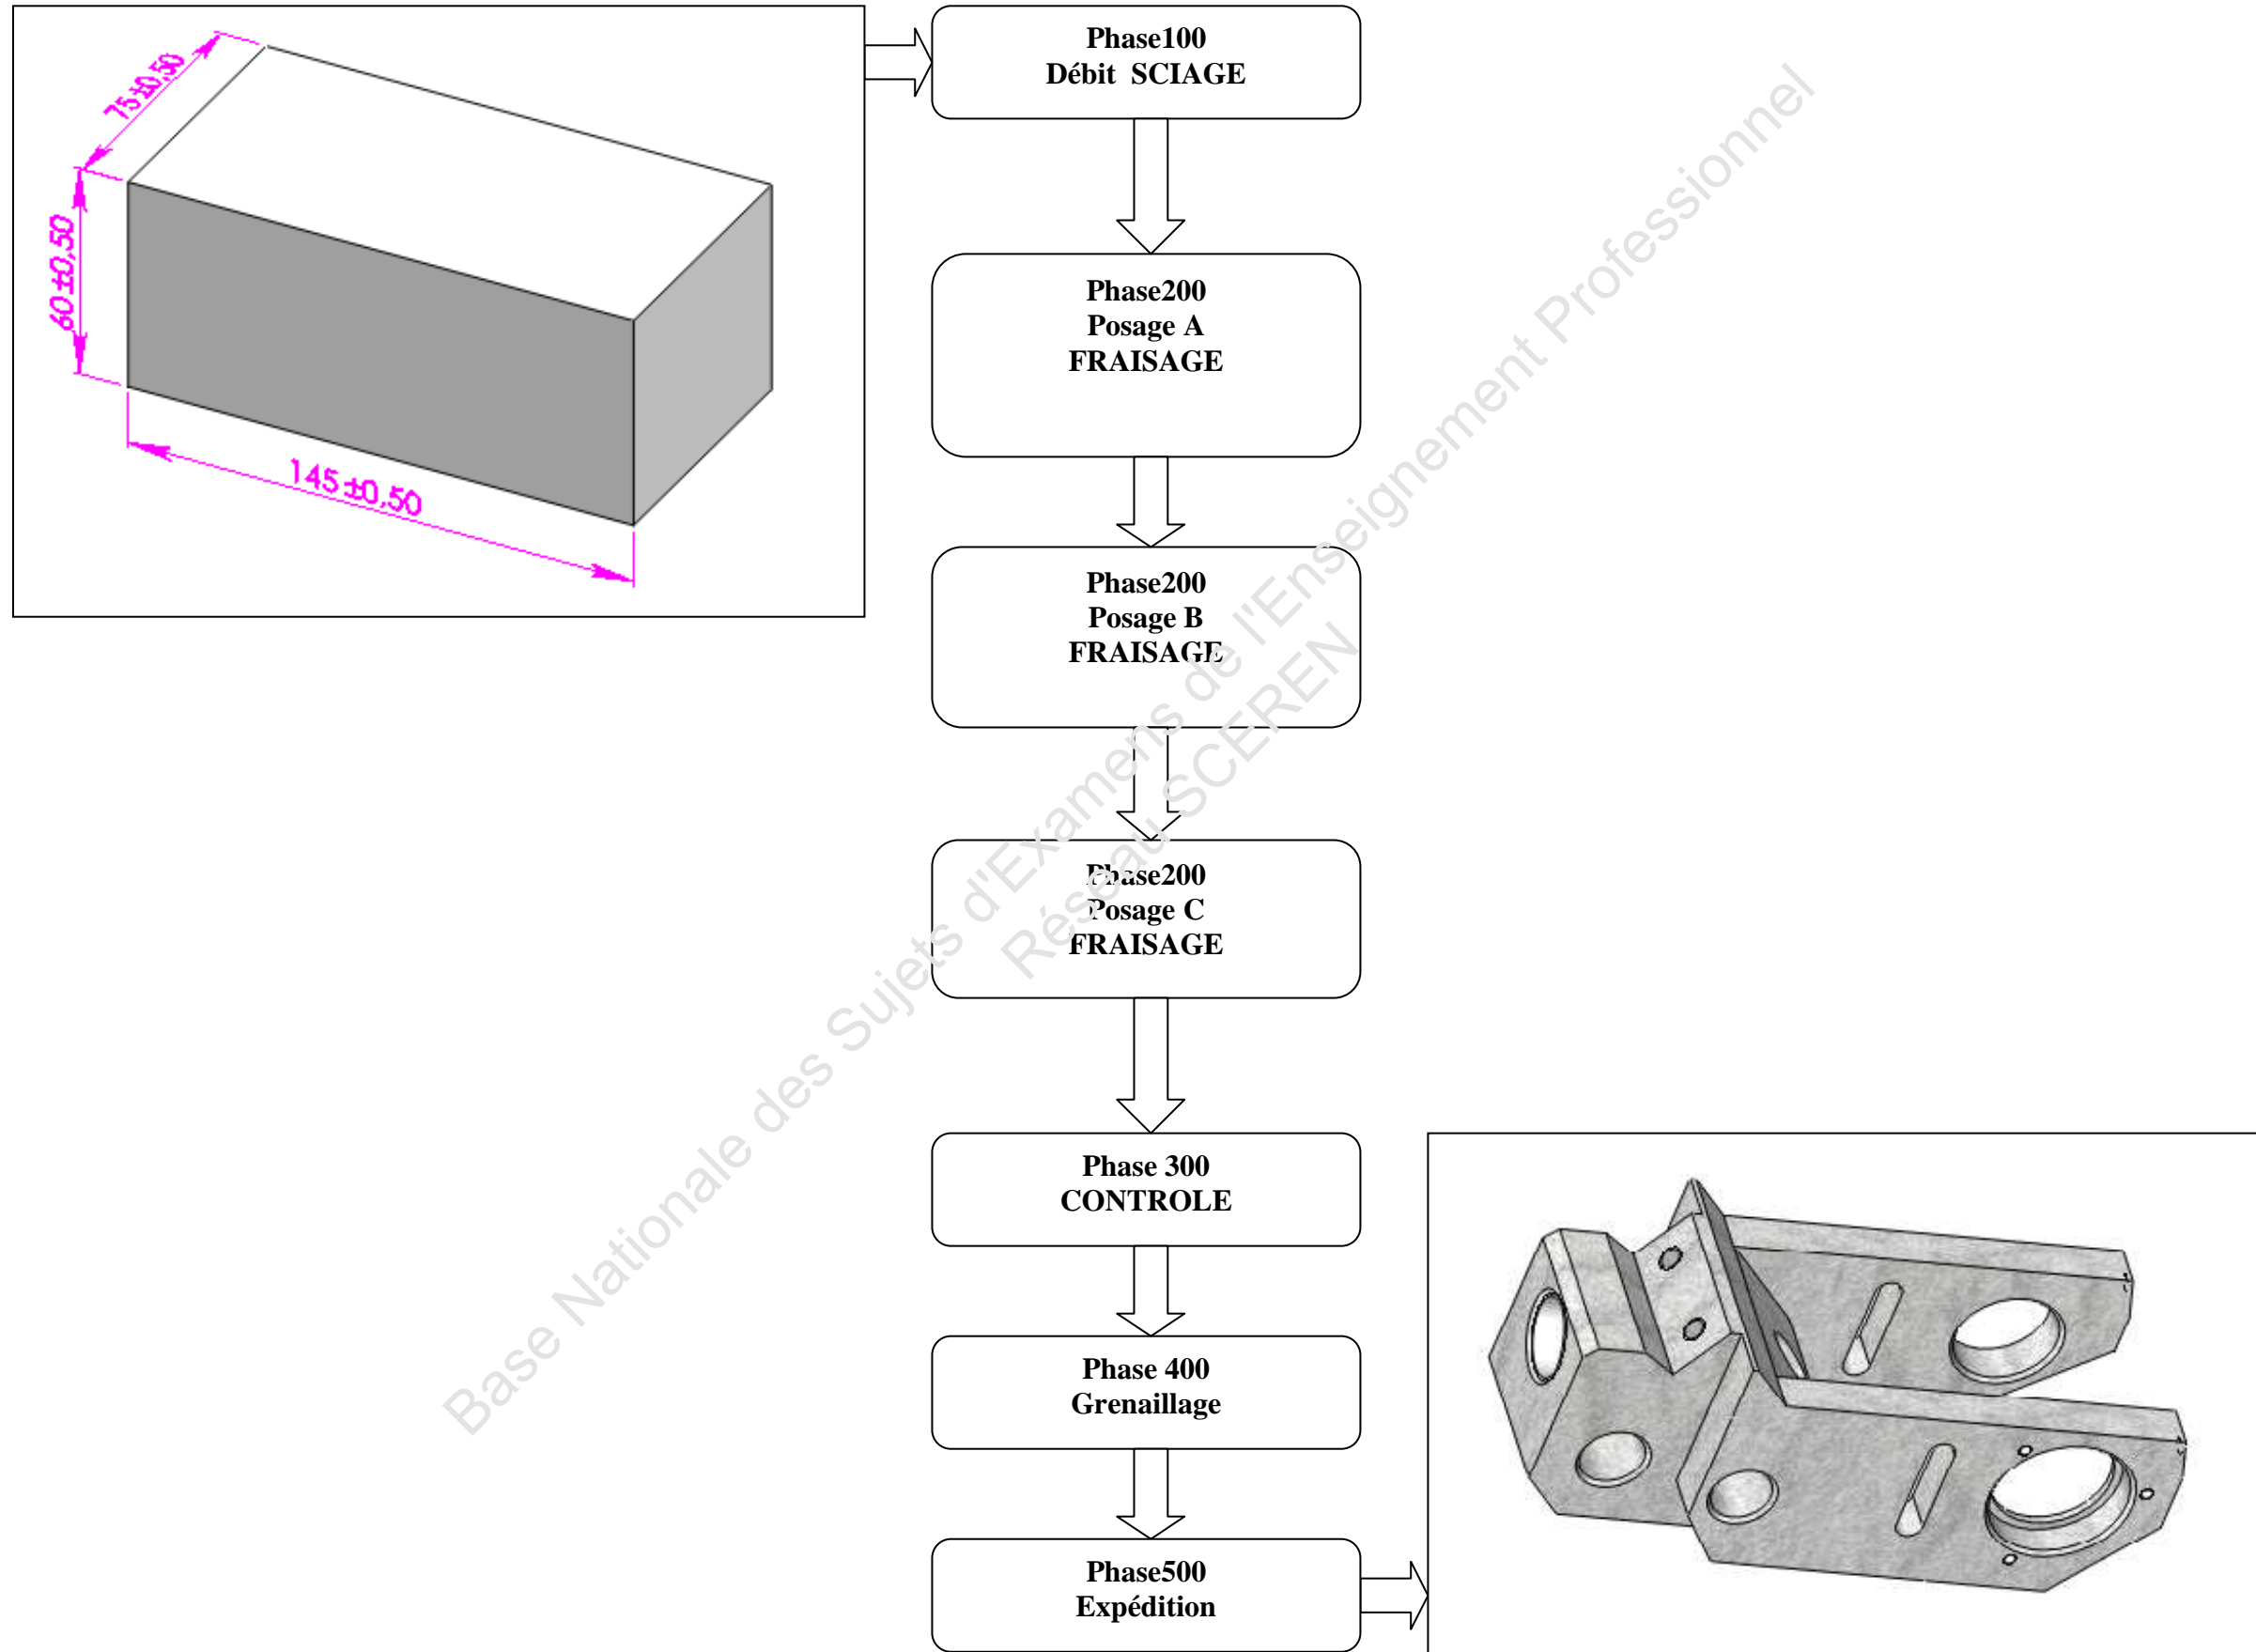 75±0,50
60±0,50
145±0,50
Phase100
Débit SCIAGE
Phase200
Posage A
FRAISAGE
Phase200
Posage B
FRAISAGE
Phase200
Posage C
FRAISAGE
Phase 300
CONTROLE
Phase 400
Grenaillage
Phase500
Expédition
Base Nationale des Sujets d'Examens de l'Enseignement Professionnel
Réseau SCEREN